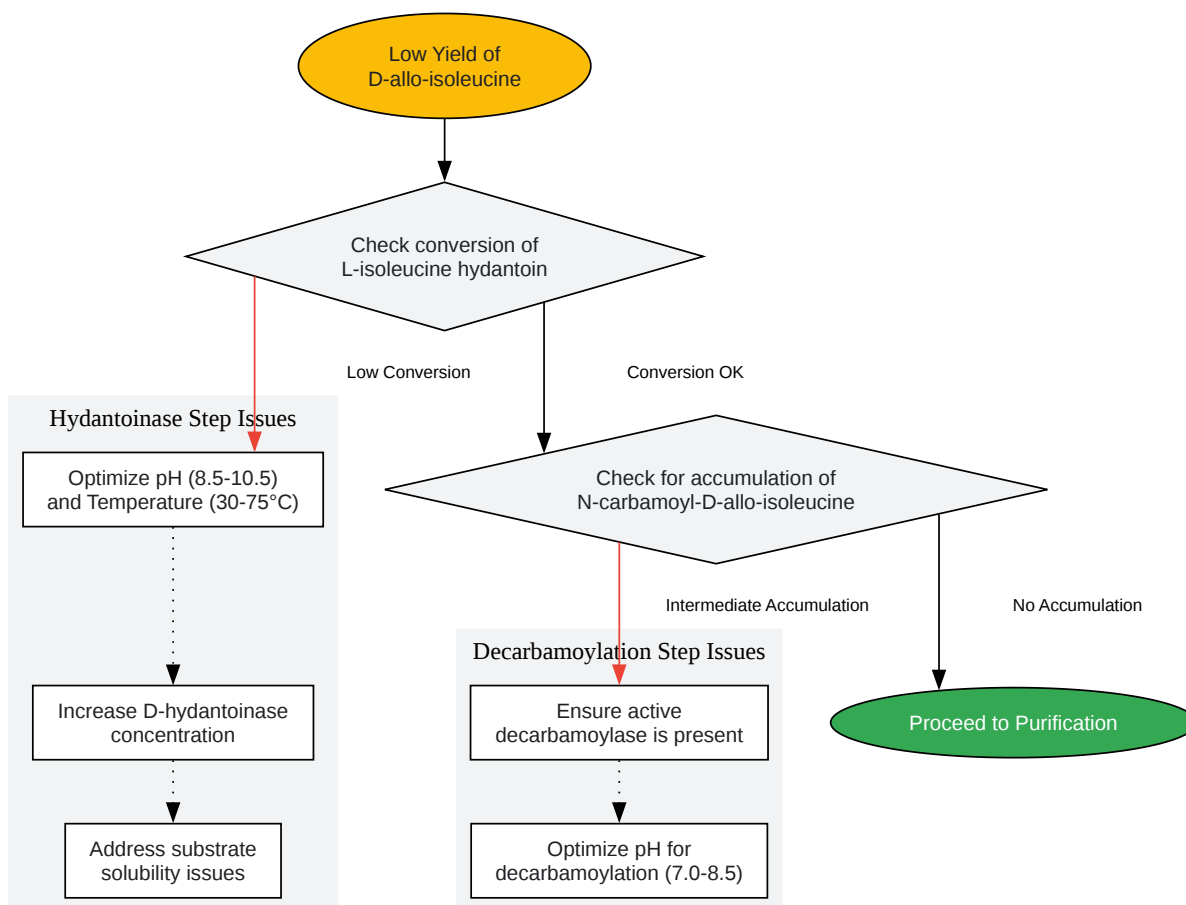 Low Yield of
D-allo-isoleucine
Check conversion of
L-isoleucine hydantoin
Low Conversion
Conversion OK
Hydantoinase Step Issues
Optimize pH (8.5-10.5)
and Temperature (30-75°C)
Check for accumulation of
N-carbamoyl-D-allo-isoleucine
Intermediate Accumulation
No Accumulation
Decarbamoylation Step Issues
Increase D-hydantoinase
concentration
Ensure active
decarbamoylase is present
Proceed to Purification
Address substrate
solubility issues
Optimize pH for
decarbamoylation (7.0-8.5)